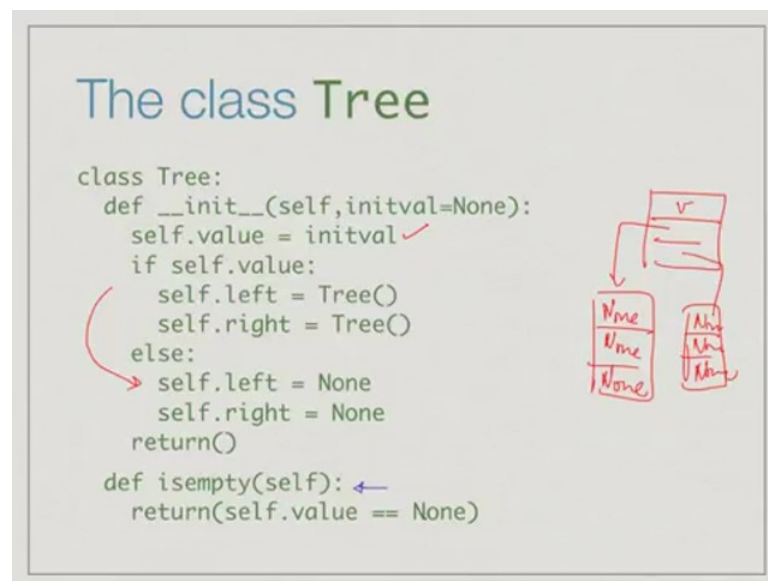 The class Tree
class Tree:
def __init__(self,initval=None):
self.value = initval
if self.value:
self.left = Tree()
self.right = Tree()
else:
self.left = None
self.right = None
return()
def isempty(self):
return(self.value == None)
v
None
None
None